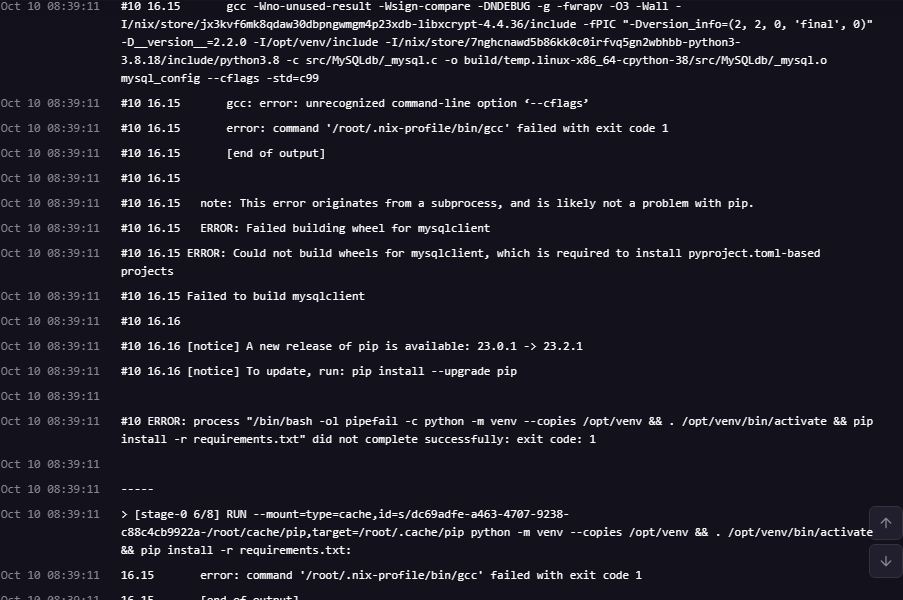 #10 16.15 gcc -Wno-unused-result -Wsign-compare -DNDEBUG -g -fwrapv -O3 -Wall -
I/nix/store/jx3kvf6mk8qdaw30dbpngwmgm4p23xdb-libxcrypt-4.4.36/include -fPIC "-Dversion_info=(2, 2, 0, 'final', 0)"
-D__version__=2.2.0 -I/opt/venv/include -I/nix/store/7nghcnawd5b86kk0c0irfvq5gn2wbhbb-python3-
3.8.18/include/python3.8 -c src/MySQLdb/_mysql.c -o build/temp.linux-x86_64-cpython-38/src/MySQLdb/_mysql.o
mysql_config --cflags -std=c99
Oct 10 08:39:11 #10 16.15 gcc: error: unrecognized command-line option ‘--cflags’
Oct 10 08:39:11 #10 16.15 error: command '/root/.nix-profile/bin/gcc' failed with exit code 1
Oct 10 08:39:11 #10 16.15 [end of output]
Oct 10 08:39:11 #10 16.15
Oct 10 08:39:11 #10 16.15 note: This error originates from a subprocess, and is likely not a problem with pip.
Oct 10 08:39:11 #10 16.15 ERROR: Failed building wheel for mysqlclient
Oct 10 08:39:11 #10 16.15 ERROR: Could not build wheels for mysqlclient, which is required to install pyproject.toml-based
projects
Oct 10 08:39:11 #10 16.15 Failed to build mysqlclient
Oct 10 08:39:11 #10 16.16
Oct 10 08:39:11 #10 16.16 [notice] A new release of pip is available: 23.0.1 -> 23.2.1
Oct 10 08:39:11 #10 16.16 [notice] To update, run: pip install --upgrade pip
Oct 10 08:39:11
Oct 10 08:39:11 #10 ERROR: process "/bin/bash -ol pipefail -c python -m venv --copies /opt/venv && . /opt/venv/bin/activate && pip
install -r requirements.txt" did not complete successfully: exit code: 1
Oct 10 08:39:11
Oct 10 08:39:11 -----
Oct 10 08:39:11 > [stage-0 6/8] RUN --mount=type=cache,id=s/dc69adfe-a463-4707-9238-
c88c4cb9922a-/root/cache/pip,target=/root/.cache/pip python -m venv --copies /opt/venv && . /opt/venv/bin/activate
&& pip install -r requirements.txt:
Oct 10 08:39:11 16.15 error: command '/root/.nix-profile/bin/gcc' failed with exit code 1
Oct 10 08:39:11 16.15 [end of output]